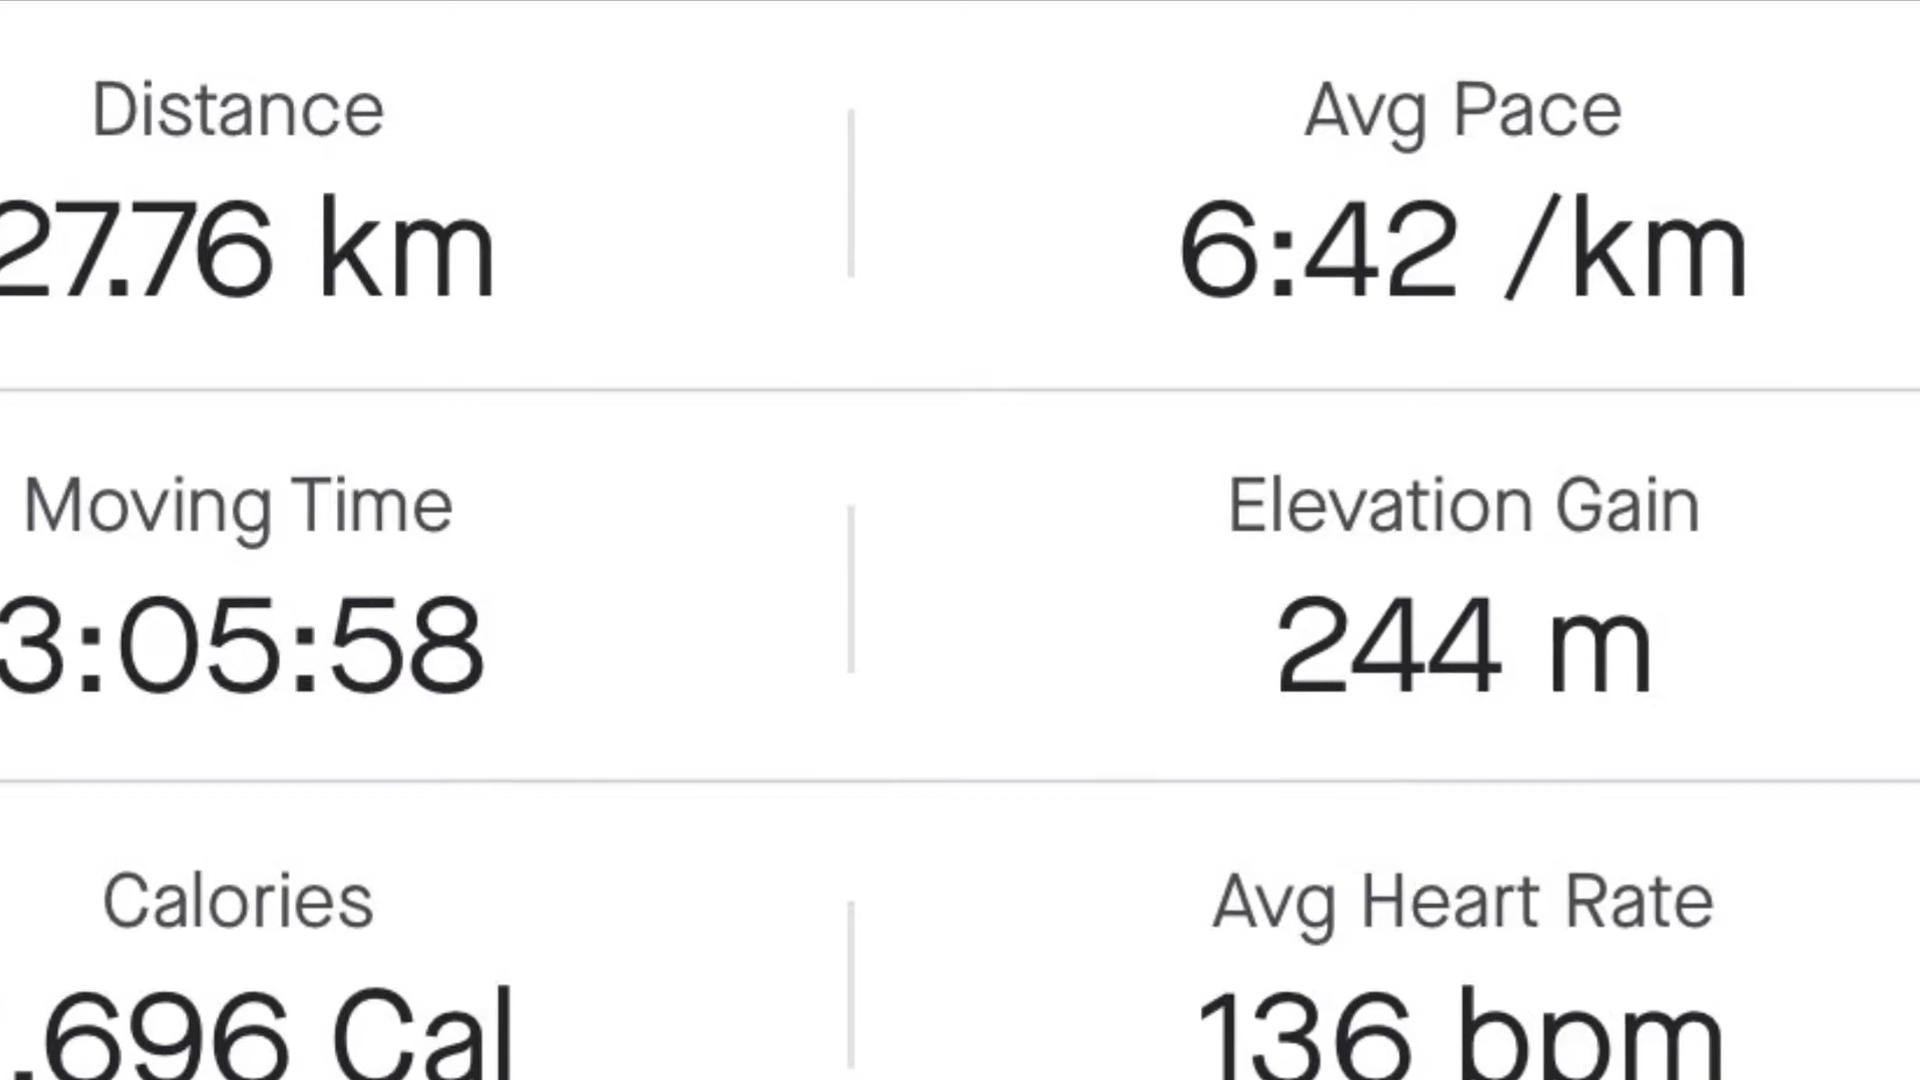 Distance
Avg Pace
27.76 km
6:42 /km
Moving Time
Elevation Gain
3:05:58
244 m
Calories
Avg Heart Rate
.696 Cal
136 bpm